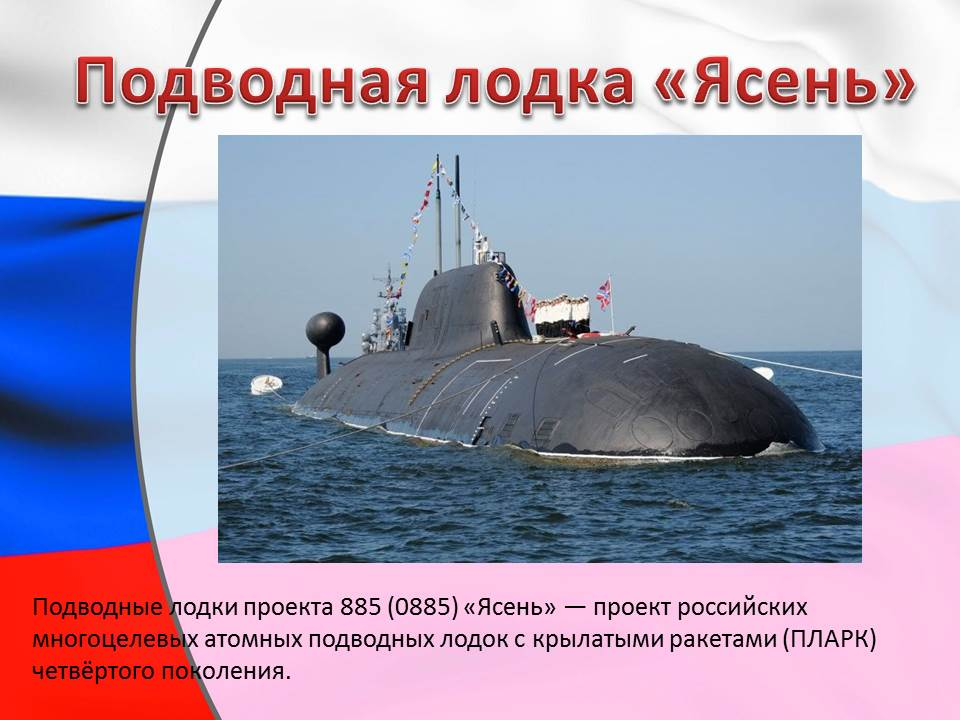 Подводная лодка «Ясень»
Подводные лодки проекта 885 (0885) «Ясень» — проект российских
многоцелевых атомных подводных лодок с крылатыми ракетами (ПЛАРК)
четвёртого поколения.